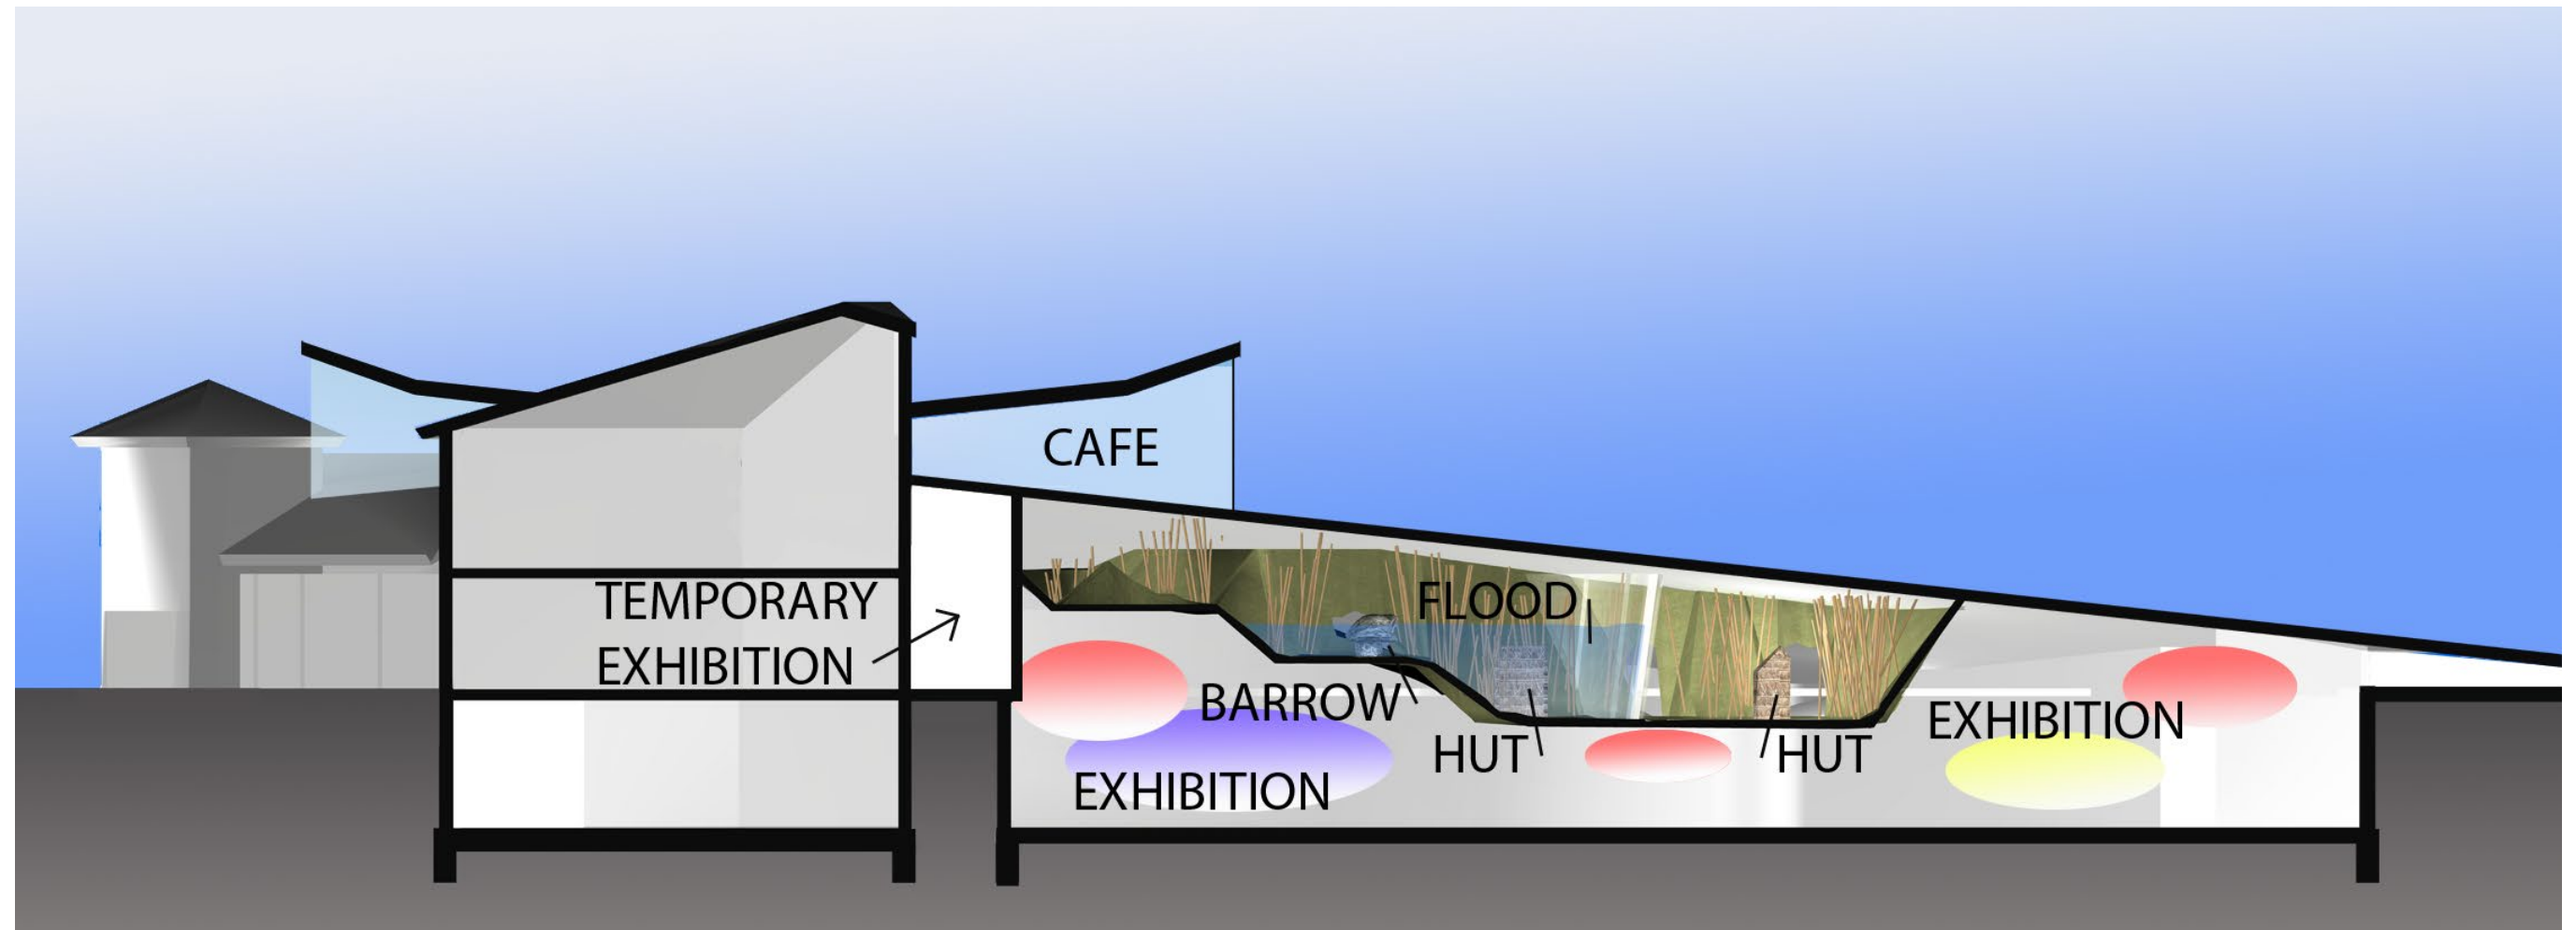 CAFE
TEMPORARY
EXHIBITION
FLOOD
BARROW
HUT
HUT
EXHIBITION
EXHIBITION